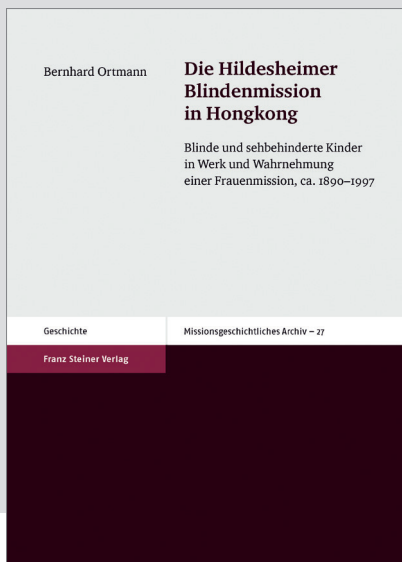 Bernhard Ortmann
Die Hildesheimer
Blindenmission
in Hongkong
Blinde und sehbehinderte Kinder
in Werk und Wahrnehmung
einer Frauenmission, ca. 1890–1997
Geschichte
Missionsgeschichtliches Archiv – 27
Franz Steiner Verlag